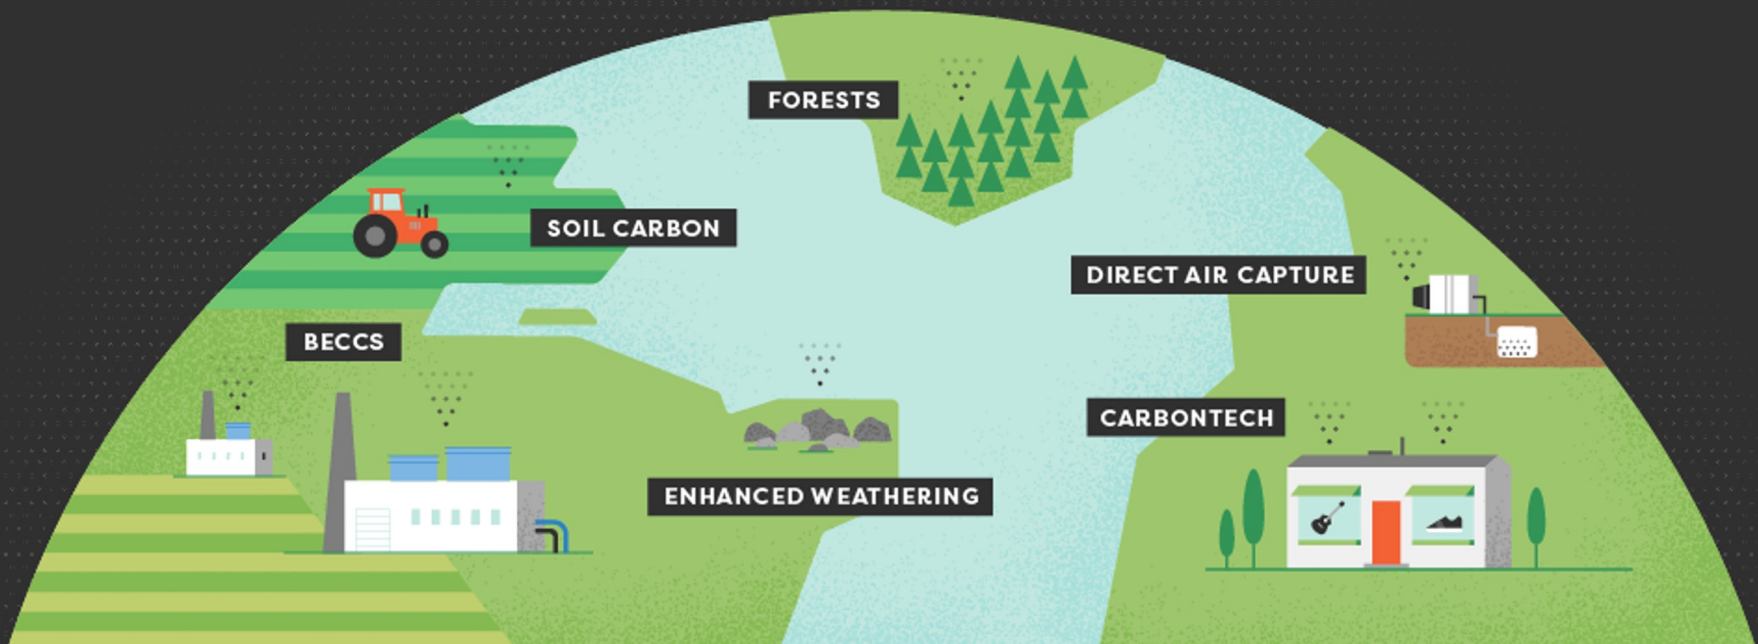 FORESTS
SOIL CARBON
DIRECT AIR CAPTURE
BECCS
CARBONTECH
ENHANCED WEATHERING